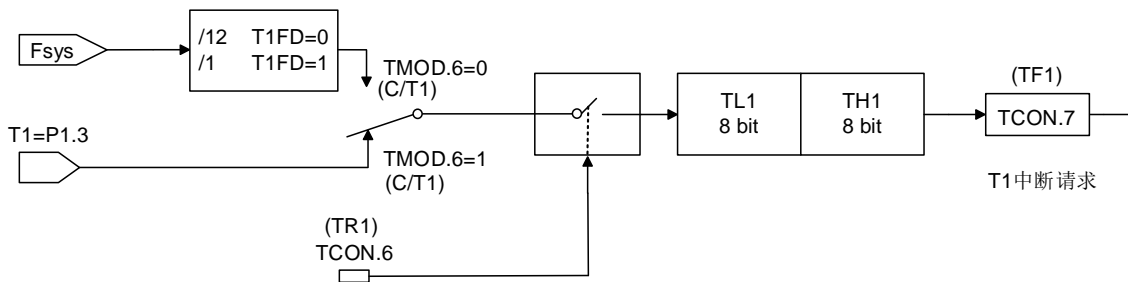 Fsys
/12 T1FD=0
/1 T1FD=1
TMOD.6=0
(C/T1)
T1=P1.3
TMOD.6=1
(C/T1)
(TR1)
TCON.6
TL1
8 bit
TH1
8 bit
(TF1)
TCON.7
T1中断请求